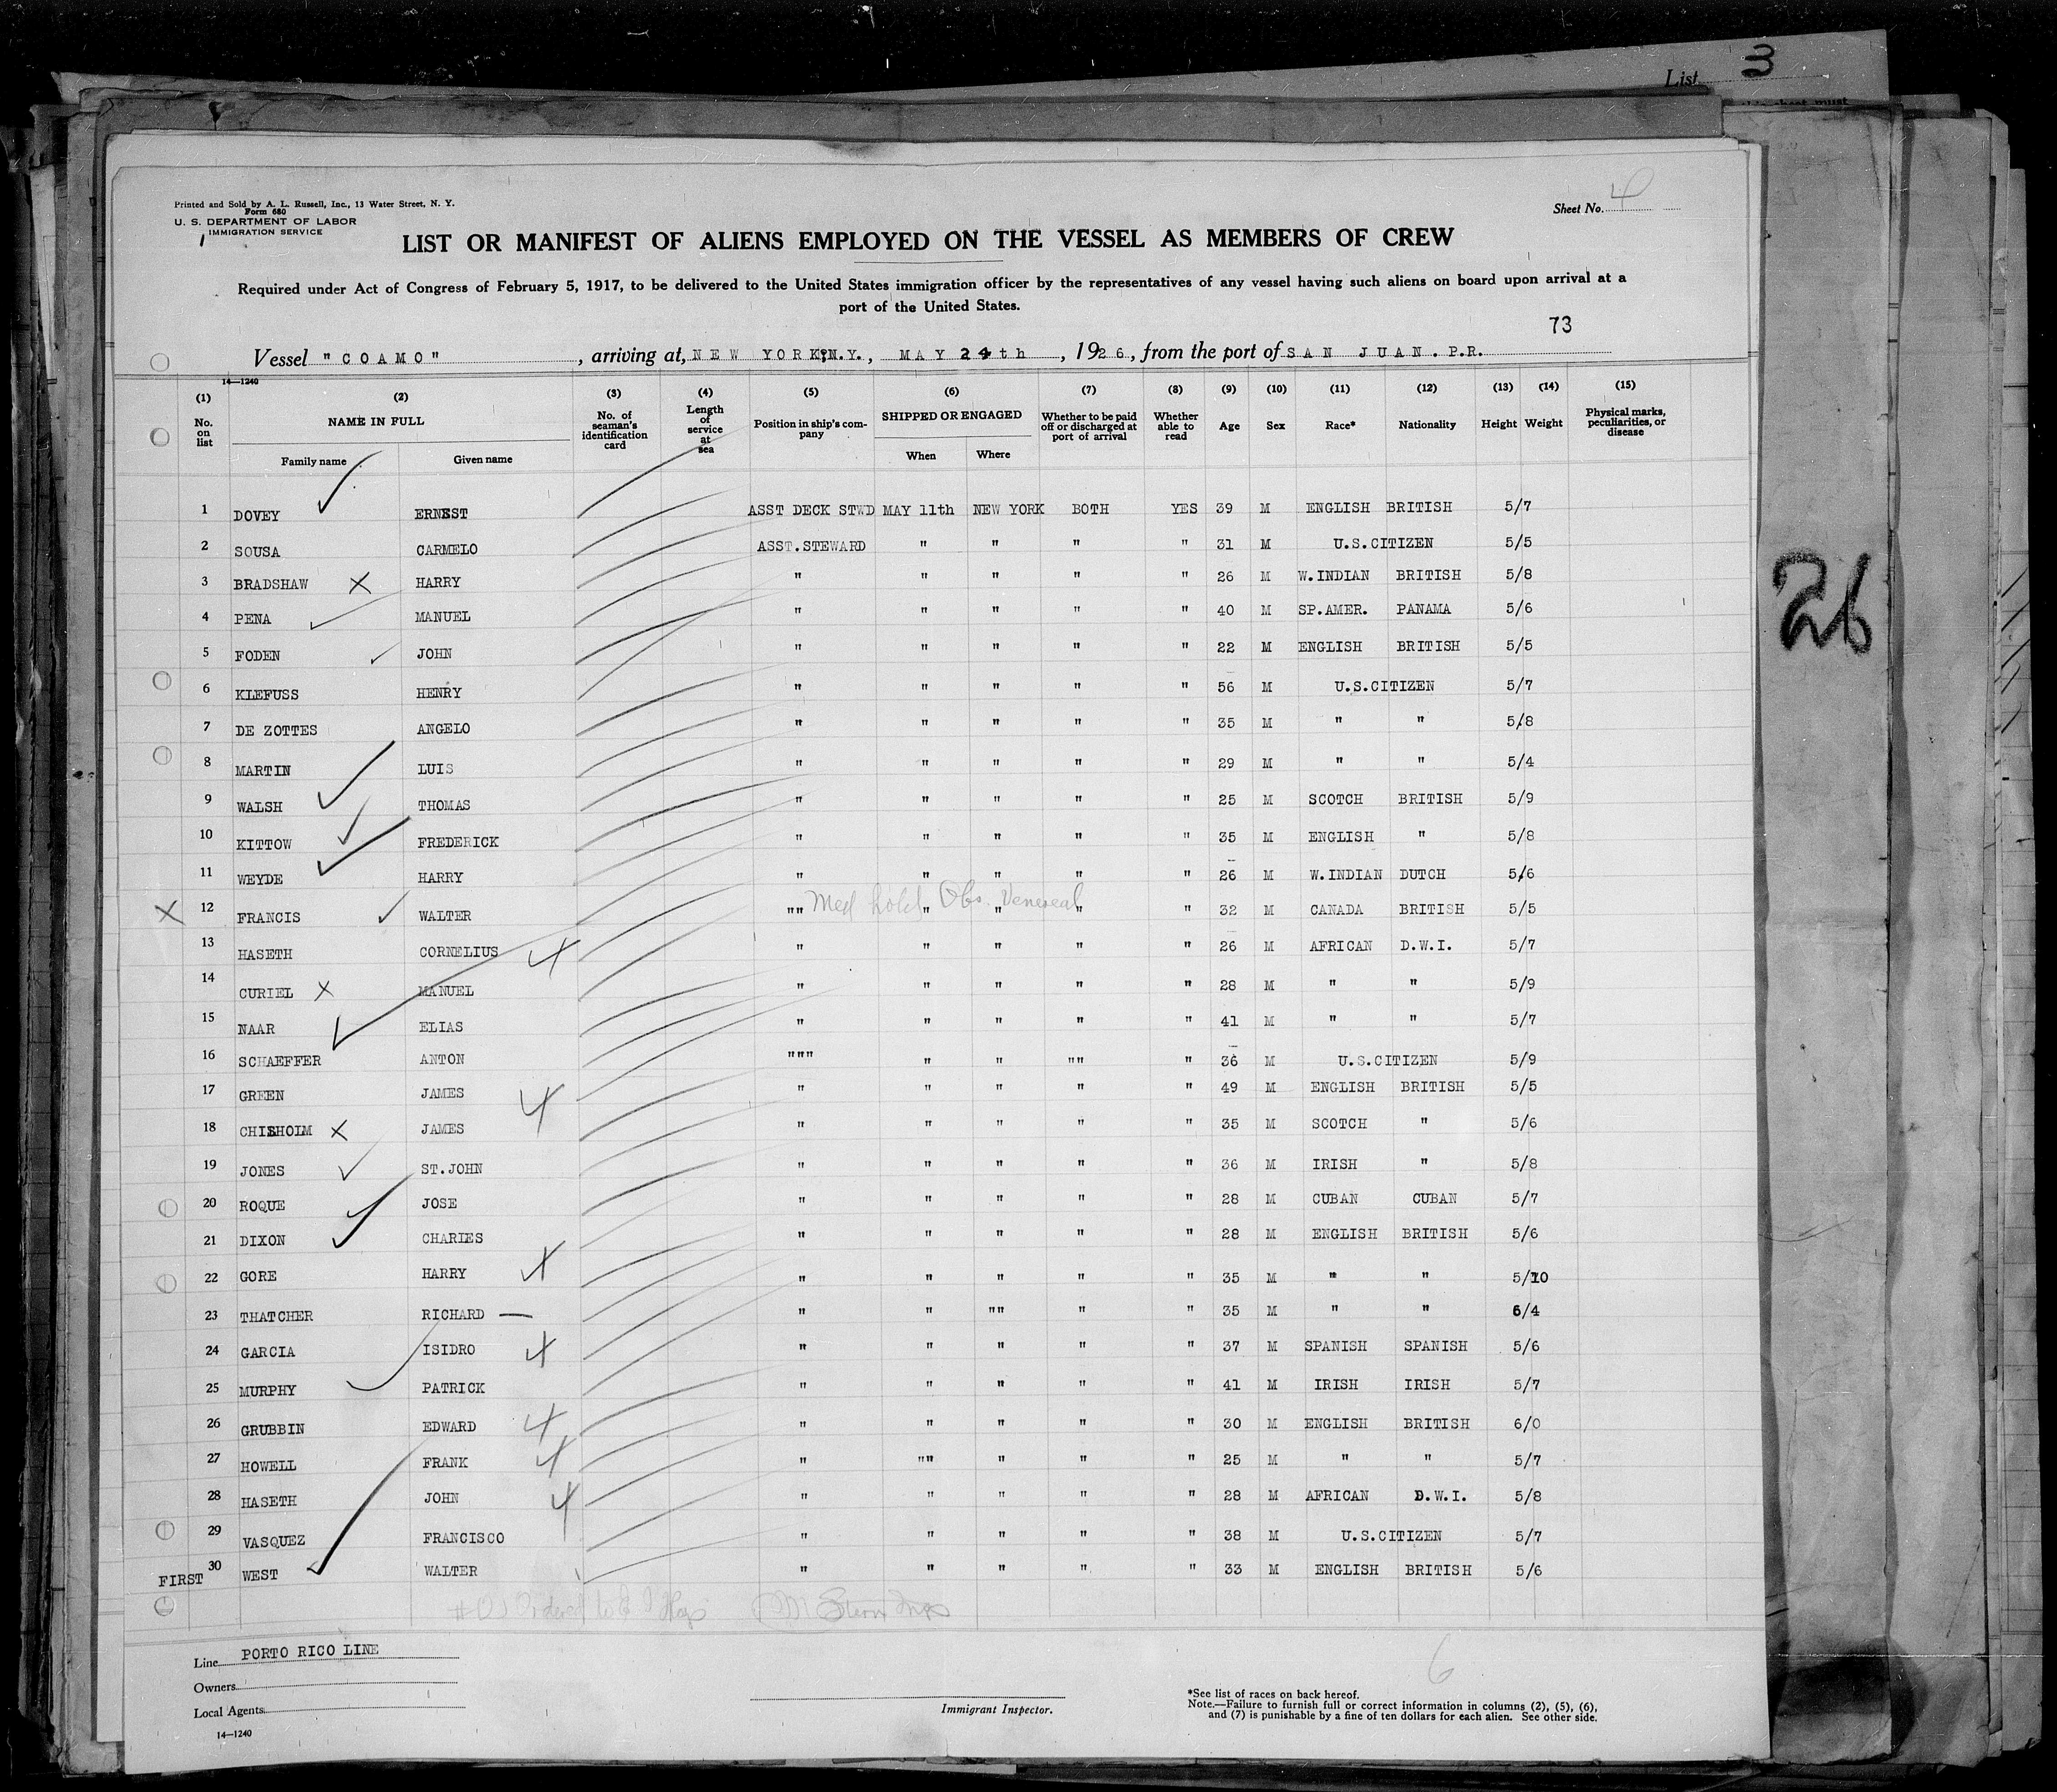 List 3
Printed and Sold by A. L. Russell, Inc., 13 Water Street, N. Y.
Form 680
U. S. DEPARTMENT OF LABOR
IMMIGRATION SERVICE
Sheet No. 4
LIST OR MANIFEST OF ALIENS EMPLOYED ON THE VESSEL AS MEMBERS OF CREW
Required under Act of Congress of February 5, 1917, to be delivered to the United States immigration officer by the representatives of any vessel having such aliens on board upon arrival at a
port of the United States.
73
Vessel "COAMO", arriving at, NEW YORK, N.Y., MAY 24th, 1926, from the port of SAN JUAN. P.R.
14—1240
(1) (2) (3) (4) (5) (6) (7) (8) (9) (10) (11) (12) (13) (14) (15)
No. on list NAME IN FULL No. of seaman's identification card Length of service at sea Position in ship's company SHIPPED OR ENGAGED Whether to be paid off or discharged at port of arrival Whether able to read Age Sex Race* Nationality Height Weight Physical marks, peculiarities, or disease
Family name Given name When Where
1 DOVEY ERNEST ASST DECK STWD MAY 11th NEW YORK BOTH YES 39 M ENGLISH BRITISH 5/7
2 SOUSA CARMELO ASST.STEWARD " " " " 31 M U.S.CITIZEN 5/5
3 BRADSHAW X HARRY " " " " " 26 M W.INDIAN BRITISH 5/8
4 PENA MANUEL " " " " " 40 M SP.AMER. PANAMA 5/6
5 FODEN JOHN " " " " " 22 M ENGLISH BRITISH 5/5
6 KLEFUSS HENRY " " " " " 56 M U.S.CITIZEN 5/7
7 DE ZOTTES ANGELO " " " " " 35 M " " 5/8
8 MARTIN LUIS " " " " " 29 M " " 5/4
9 WALSH THOMAS " " " " " 25 M SCOTCH BRITISH 5/9
10 KITTOW FREDERICK " " " " " 35 M ENGLISH " 5/8
11 WEYDE HARRY " " " " " 26 M W.INDIAN DUTCH 5/6
Med hold Obs. Venereal
X 12 FRANCIS WALTER "" " " " " 32 M CANADA BRITISH 5/5
13 HASETH CORNELIUS " " " " " 26 M AFRICAN D.W.I. 5/7
14 CURIEL X MANUEL " " " " " 28 M " " 5/9
15 NAAR ELIAS " " " " " 41 M " " 5/7
16 SCHAEFFER ANTON """ " " "" " 36 M U.S.CITIZEN 5/9
17 GREEN JAMES " " " " " 49 M ENGLISH BRITISH 5/5
18 CHISHOLM X JAMES " " " " " 35 M SCOTCH " 5/6
19 JONES ST.JOHN " " " " " 36 M IRISH " 5/8
20 ROQUE JOSE " " " " " 28 M CUBAN CUBAN 5/7
21 DIXON CHARLES " " " " " 28 M ENGLISH BRITISH 5/6
22 GORE HARRY " " " " " 35 M " " 5/10
23 THATCHER RICHARD — " " "" " " 35 M " " 6/4
24 GARCIA ISIDRO " " " " " 37 M SPANISH SPANISH 5/6
25 MURPHY PATRICK " " " " " 41 M IRISH IRISH 5/7
26 GRUBBIN EDWARD " " " " " 30 M ENGLISH BRITISH 6/0
27 HOWELL FRANK " "" " " " 25 M " " 5/7
28 HASETH JOHN " " " " " 28 M AFRICAN D.W.I. 5/8
29 VASQUEZ FRANCISCO " " " " " 38 M U.S.CITIZEN 5/7
FIRST 30 WEST WALTER " " " " " 33 M ENGLISH BRITISH 5/6
Ordered to
Line PORTO RICO LINE
Owners
Local Agents
14—1240
Immigrant Inspector.
6
*See list of races on back hereof.
Note.—Failure to furnish full or correct information in columns (2), (5), (6),
and (7) is punishable by a fine of ten dollars for each alien. See other side.
26